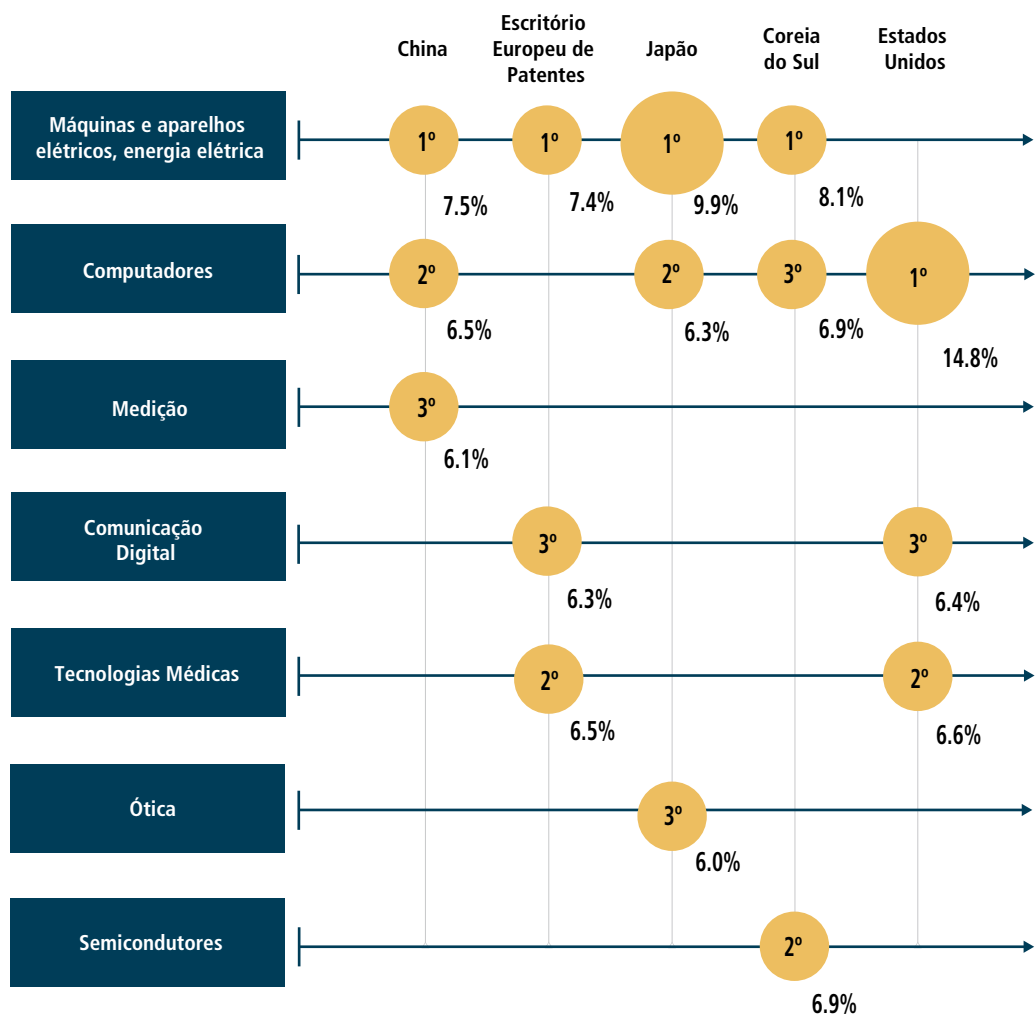 China
Escritório
Europeu de
Patentes
Japão
Coreia
do Sul
Estados
Unidos
Máquinas e aparelhos
elétricos, energia elétrica
1º
1º
1º
1º
7.5%
7.4%
9.9%
8.1%
Computadores
2º
2º
3º
1º
6.5%
6.3%
6.9%
14.8%
Medição
3º
6.1%
Comunicação
Digital
3º
3º
6.3%
6.4%
Tecnologias Médicas
2º
2º
6.5%
6.6%
Ótica
3º
6.0%
Semicondutores
2º
6.9%